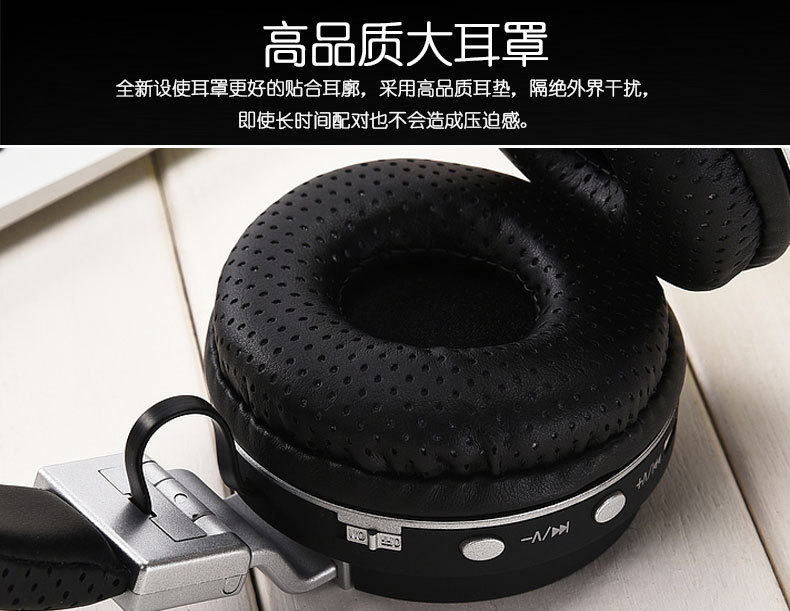 高品质大耳罩
全新设使耳罩更好的贴合耳廓，采用高品质耳垫，隔绝外界干扰，
即使长时间配对也不会造成压迫感。
ON OFF
⏮/V−
⏭/V+